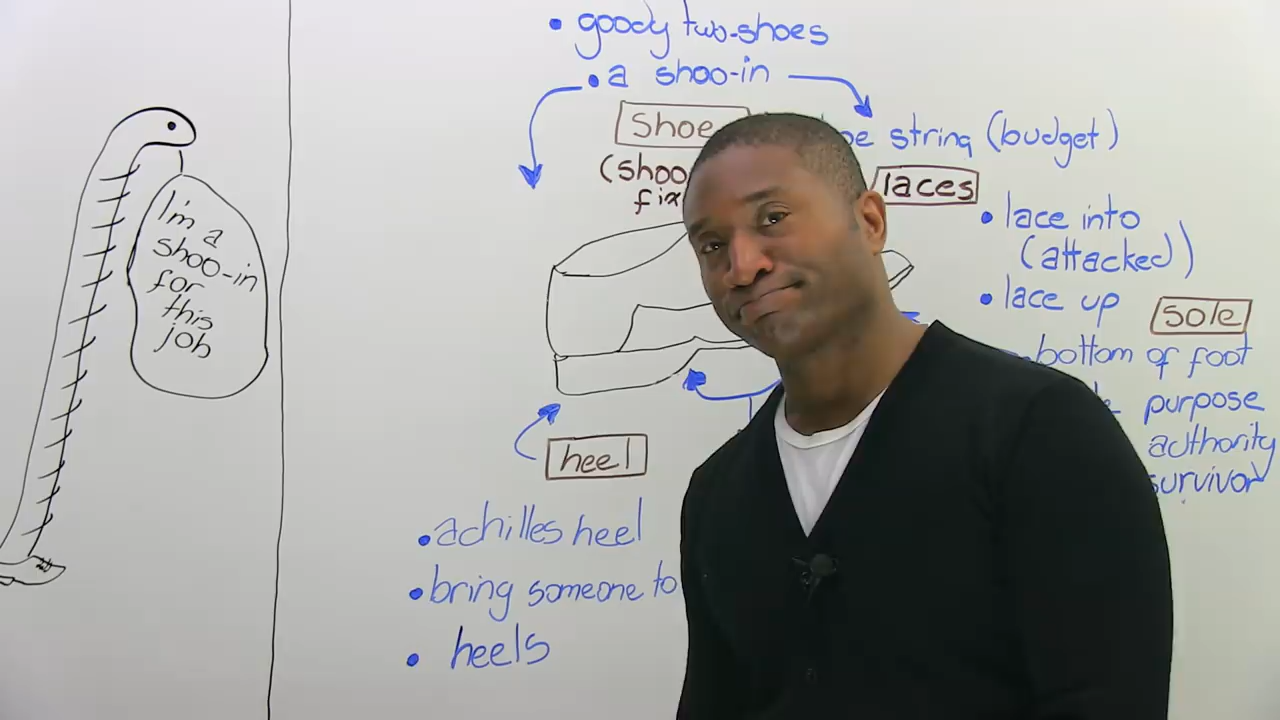 • goody two-shoes
• a shoo-in
Shoe
string (budget)
(shoo
fix
laces
• lace into
(attacked)
• lace up
sole
bottom of foot
purpose
authority
survivor
I'm a
shoo-in
for
this
job
heel
• achilles heel
• bring someone to
• heels